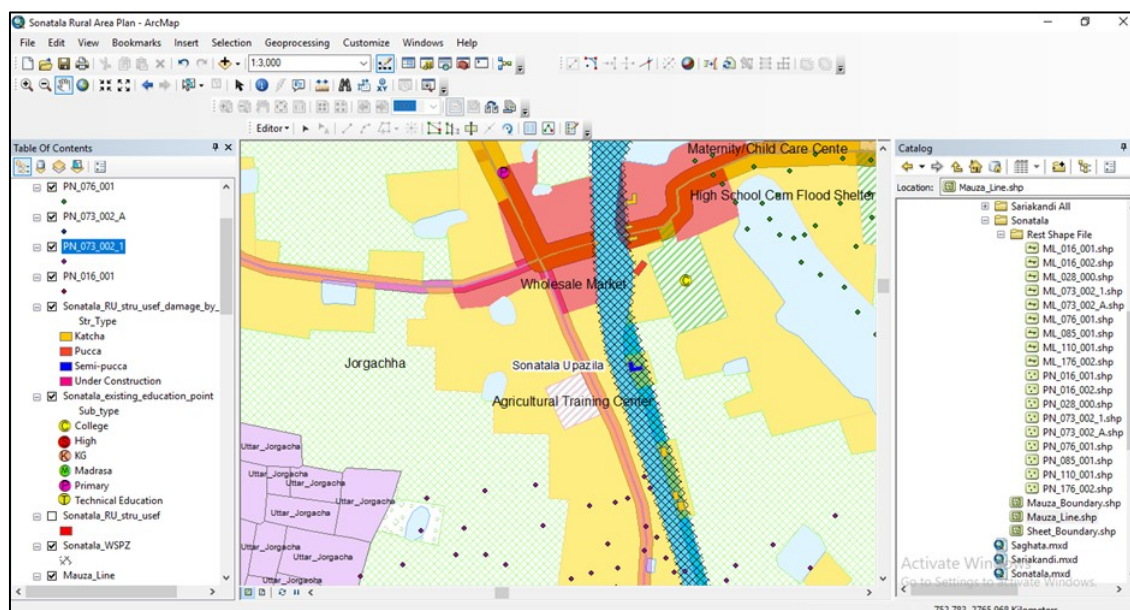 Sonatala Rural Area Plan - ArcMap
File Edit View Bookmarks Insert Selection Geoprocessing Customize Windows Help
1:3,000
Editor
Table Of Contents
PN_076_001
PN_073_002_A
PN_073_002_1
PN_016_001
Sonatala_RU_stru_usef_damage_by_
Str_Type
Katcha
Pucca
Semi-pucca
Under Construction
Sonatala_existing_education_point
Sub_type
C College
High
K KG
M Madrasa
P Primary
T Technical Education
Sonatala_RU_stru_usef
Sonatala_WSPZ
Mauza_Line
Maternity/Child Care Cente
P
High School Cum Flood Shelter
C
Wholesale Market
Jorgachha
Sonatala Upazila
Agricultural Training Center
Uttar_Jorgacha
Uttar_Jorgacha
Uttar_Jorgacha
Uttar_Jorgacha
Uttar_Jorgacha
Uttar_Jorgacha
Uttar_Jorgacha
Uttar_Jorgacha
Catalog
Location: Mauza_Line.shp
Sariakandi All
Sonatala
Rest Shape File
ML_016_001.shp
ML_016_002.shp
ML_028_000.shp
ML_073_002_1.shp
ML_073_002_A.shp
ML_076_001.shp
ML_085_001.shp
ML_110_001.shp
ML_176_002.shp
PN_016_001.shp
PN_016_002.shp
PN_028_000.shp
PN_073_002_1.shp
PN_073_002_A.shp
PN_076_001.shp
PN_085_001.shp
PN_110_001.shp
PN_176_002.shp
Mauza_Boundary.shp
Mauza_Line.shp
Sheet_Boundary.shp
Saghata.mxd
Sariakandi.mxd
Sonatala.mxd
Activate Windows
Go to Settings to activate Windows.